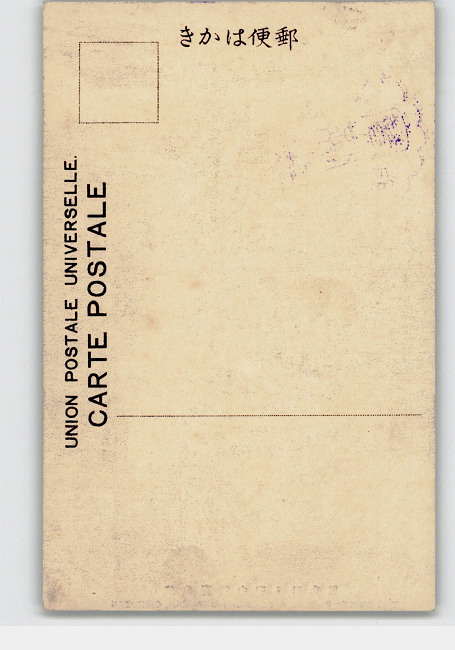 きかは便郵
UNION POSTALE UNIVERSELLE.
CARTE POSTALE